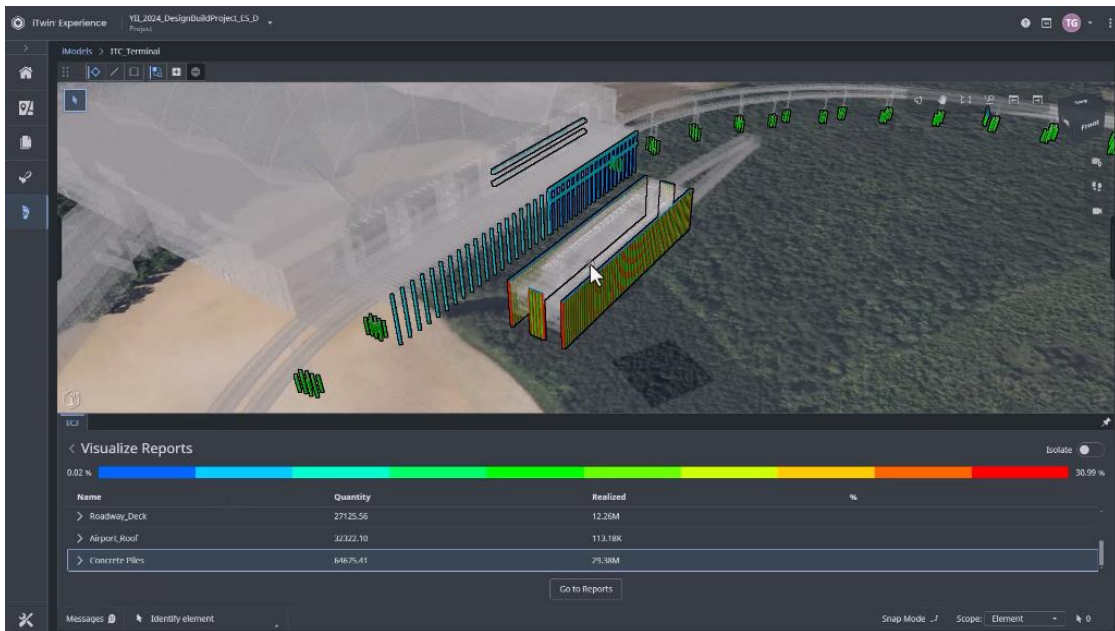 iTwin Experience
YII_2024_DesignBuildProject_ES_D
Project
TG
iModels > ITC_Terminal
Front
EC3
< Visualize Reports
Isolate
0.02 %
30.99 %
Name Quantity Realized %
> Roadway_Deck 27125.56 12.26M
> Airport_Roof 32322.10 113.18K
> Concrete Piles 64675.41 29.38M
Go to Reports
Messages Identify element Snap Mode Scope: Element 0